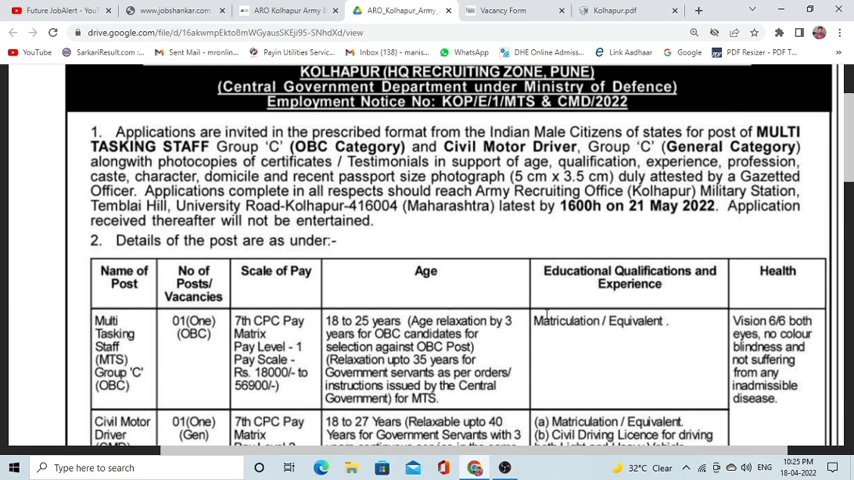 Future JobAlert -
www.jobshankar.com
ARO Kolhapur Army
ARO_Kolhapur_Army_
Vacancy Form
Kolhapur.pdf
drive.google.com/file/d/16akwmpEkto8mWGyausSKEji95-SNhdXd/view
YouTube
SarkariResult.com :...
Sent Mail - mronlin...
Payin Utilities Servic...
Inbox (138) - manis...
WhatsApp
DHE Online Admissi...
Link Aadhaar
Google
PDF Resizer - PDF T...
KOLHAPUR (HQ RECRUITING ZONE, PUNE)
(Central Government Department under Ministry of Defence)
Employment Notice No: KOP/E/1/MTS & CMD/2022
1. Applications are invited in the prescribed format from the Indian Male Citizens of states for post of MULTI
TASKING STAFF Group 'C' (OBC Category) and Civil Motor Driver, Group 'C' (General Category)
alongwith photocopies of certificates / Testimonials in support of age, qualification, experience, profession,
caste, character, domicile and recent passport size photograph (5 cm x 3.5 cm) duly attested by a Gazetted
Officer. Applications complete in all respects should reach Army Recruiting Office (Kolhapur) Military Station,
Temblai Hill, University Road-Kolhapur-416004 (Maharashtra) latest by 1600h on 21 May 2022. Application
received thereafter will not be entertained.
2. Details of the post are as under:-
Name of Post
No of Posts/ Vacancies
Scale of Pay
Age
Educational Qualifications and Experience
Health
Multi
Tasking
Staff
(MTS)
Group 'C'
(OBC)
01(One)
(OBC)
7th CPC Pay
Matrix
Pay Level - 1
Pay Scale -
Rs. 18000/- to
56900/-)
18 to 25 years (Age relaxation by 3
years for OBC candidates for
selection against OBC Post)
(Relaxation upto 35 years for
Government servants as per orders/
instructions issued by the Central
Government) for MTS.
Matriculation / Equivalent .
Vision 6/6 both
eyes, no colour
blindness and
not suffering
from any
inadmissible
disease.
Civil Motor
Driver
01(One)
(Gen)
7th CPC Pay
Matrix
18 to 27 Years (Relaxable upto 40
Years for Government Servants with 3
(a) Matriculation / Equivalent.
(b) Civil Driving Licence for driving
Type here to search
32°C Clear
ENG
10:25 PM
18-04-2022